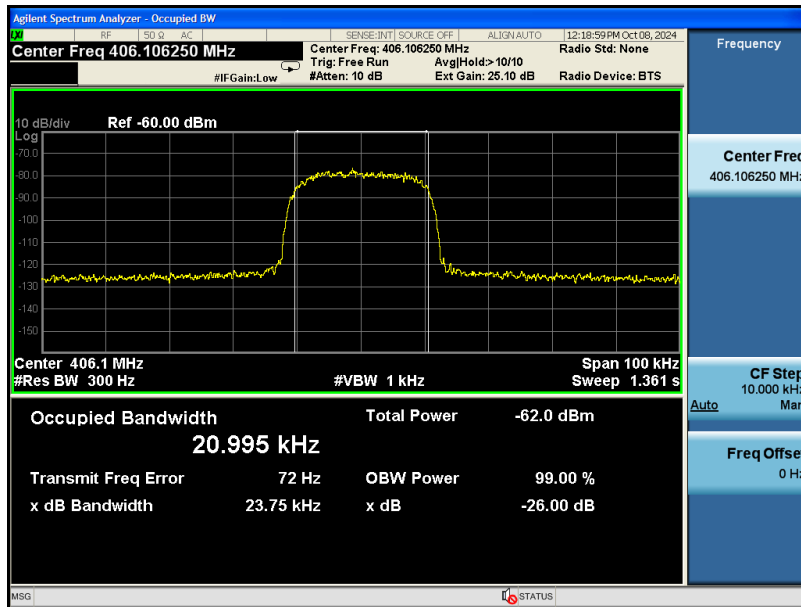 Agilent Spectrum Analyzer - Occupied BW
LXI RF 50 Ω AC SENSE:INT SOURCE OFF ALIGN AUTO 12:18:59 PM Oct 08, 2024
Center Freq 406.106250 MHz
Center Freq: 406.106250 MHz Radio Std: None
Trig: Free Run Avg|Hold:> 10/10
#IFGain:Low #Atten: 10 dB Ext Gain: 25.10 dB Radio Device: BTS
10 dB/div Ref -60.00 dBm
Log
-70.0
-80.0
-90.0
-100
-110
-120
-130
-140
-150
Center 406.1 MHz Span 100 kHz
#Res BW 300 Hz #VBW 1 kHz Sweep 1.361 s
Occupied Bandwidth Total Power -62.0 dBm
20.995 kHz
Transmit Freq Error 72 Hz OBW Power 99.00 %
x dB Bandwidth 23.75 kHz x dB -26.00 dB
MSG STATUS
Frequency
Center Freq
406.106250 MHz
CF Step
10.000 kHz
Auto Man
Freq Offset
0 Hz